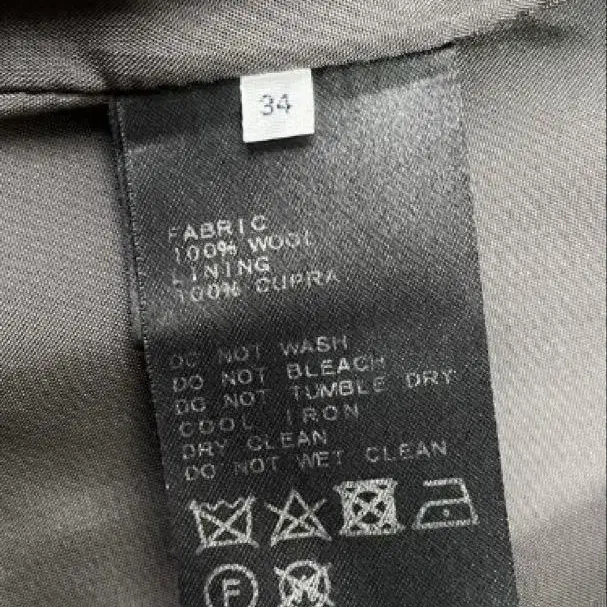 34
FABRIC
100% WOOL
LINING
100% CUPRA
DO NOT WASH
DO NOT BLEACH
DO NOT TUMBLE DRY
COOL IRON
DRY CLEAN
DO NOT WET CLEAN
F